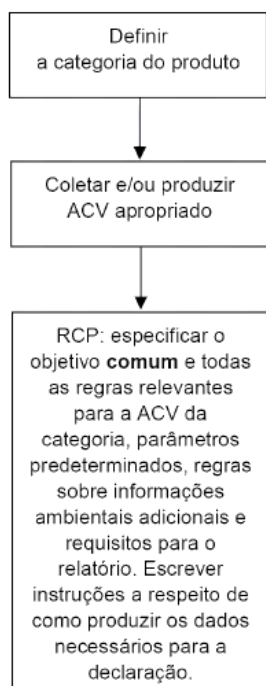 Definir
a categoria do produto
Coletar e/ou produzir
ACV apropriado
RCP: especificar o
objetivo comum e todas
as regras relevantes
para a ACV da
categoria, parâmetros
predeterminados, regras
sobre informações
ambientais adicionais e
requisitos para o
relatório. Escrever
instruções a respeito de
como produzir os dados
necessários para a
declaração.